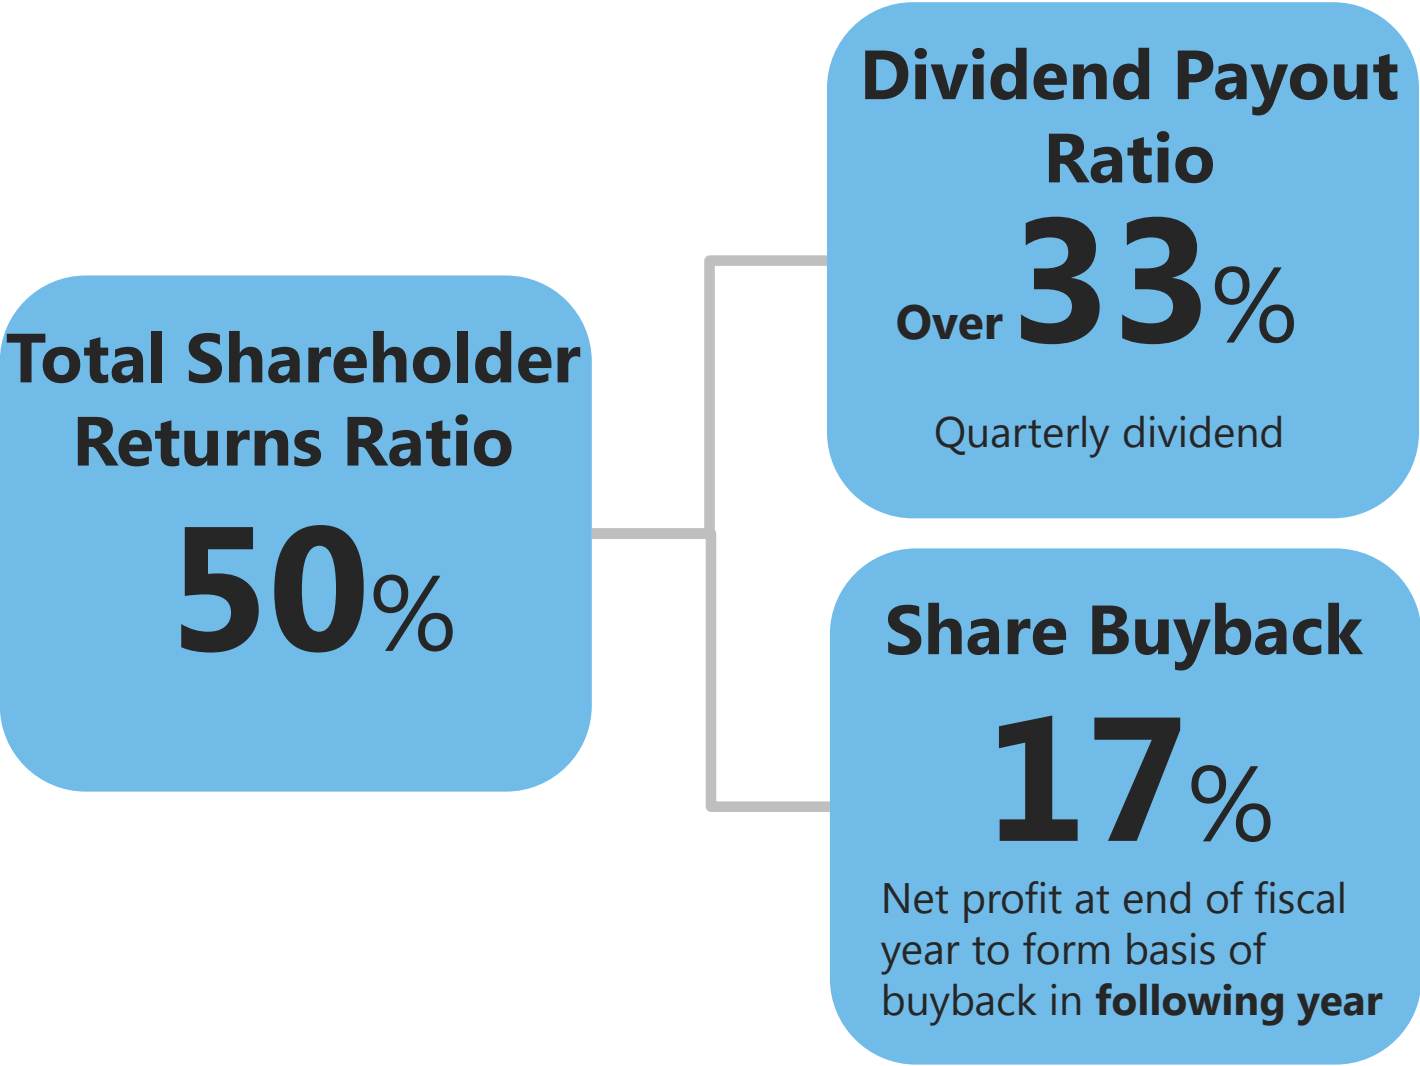 Total Shareholder
Returns Ratio
50%
Dividend Payout
Ratio
Over 33%
Quarterly dividend
Share Buyback
17%
Net profit at end of fiscal
year to form basis of
buyback in following year